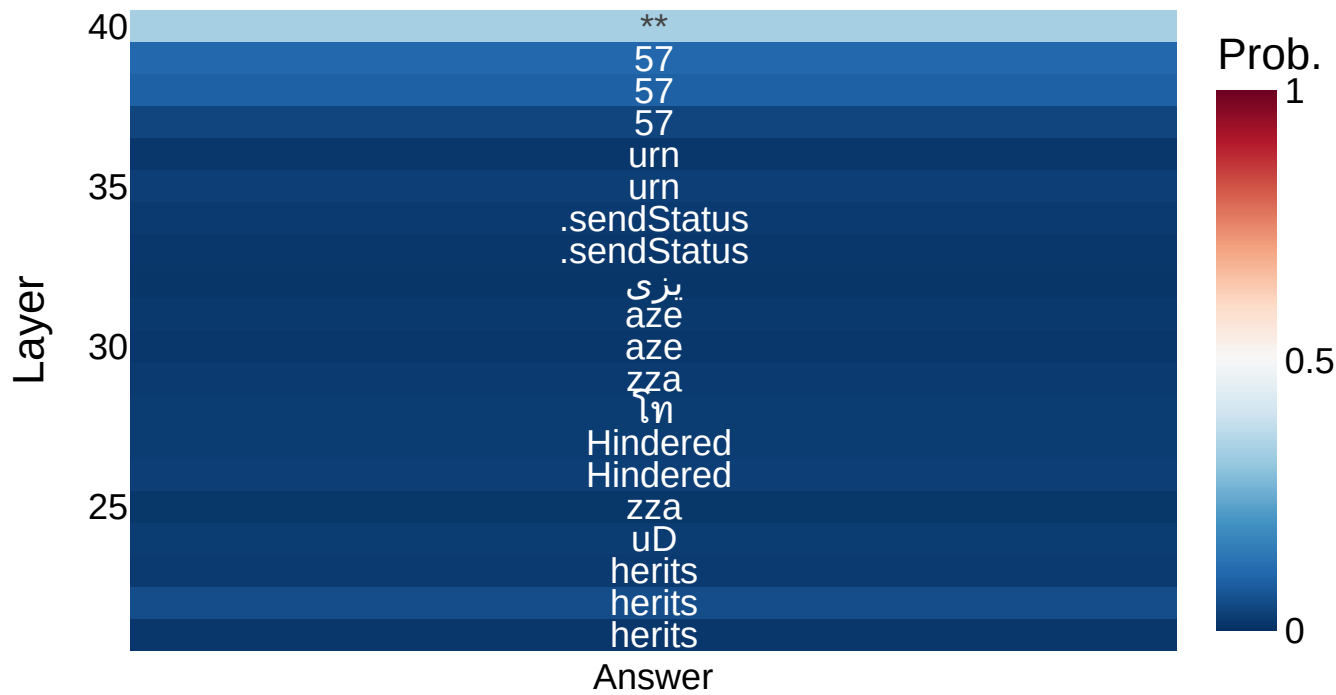 40
**
57
57
57
urn
35
urn
.sendStatus
.sendStatus
یزی
aze
30
aze
zza
โท
Hindered
Hindered
25
zza
uD
herits
herits
herits
Layer
Answer
Prob.
1
0.5
0